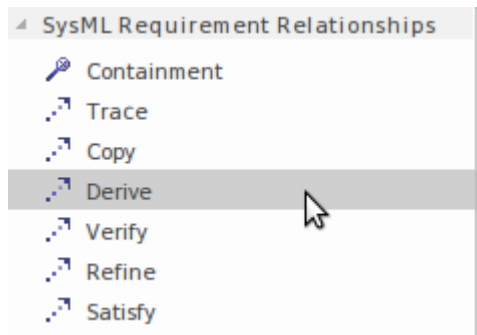 SysML Requirement Relationships
Containment
Trace
Copy
Derive
Verify
Refine
Satisfy